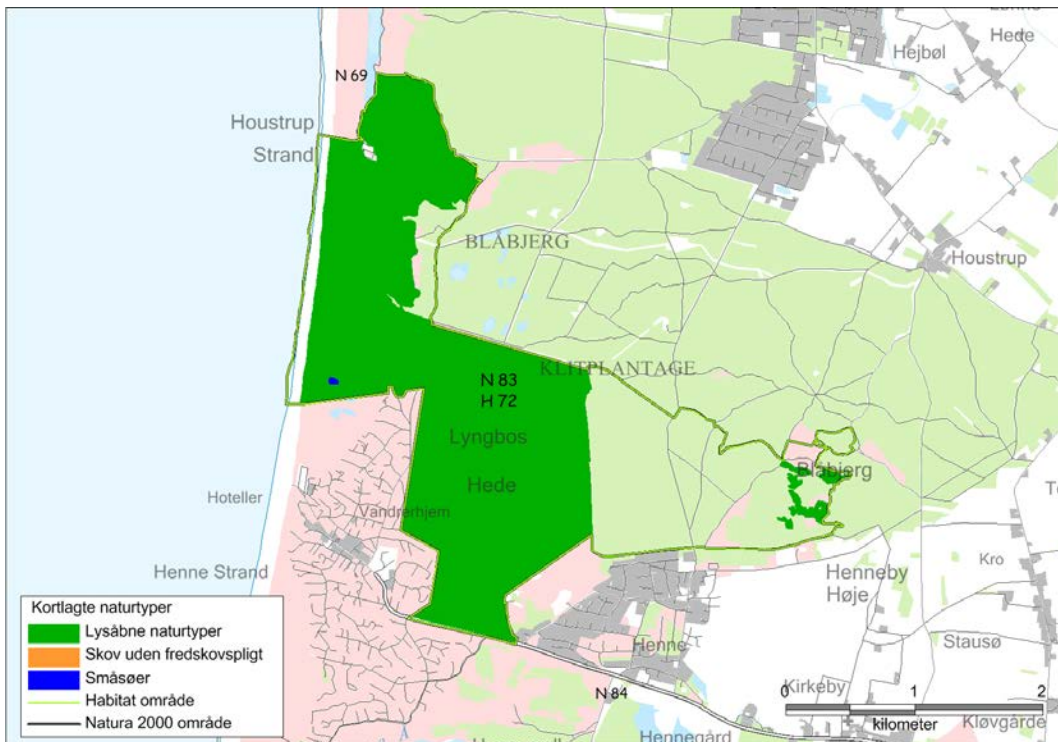 Hede
Hejbøl
N 69
Houstrup
Strand
BLÅBJERG
Houstrup
KLITPLANTAGE
N 83
H 72
Lyngbos
Hede
Blåbjerg
Hoteller
Vandrerhjem
Henne Strand
Henneby
Høje
Kro
Stausø
Henne
Kirkeby
N 84
Hennegård
Kløvgårde
Kortlagte naturtyper
Lysåbne naturtyper
Skov uden fredskovspligt
Småsøer
Habitat område
Natura 2000 område
0 1 2
kilometer